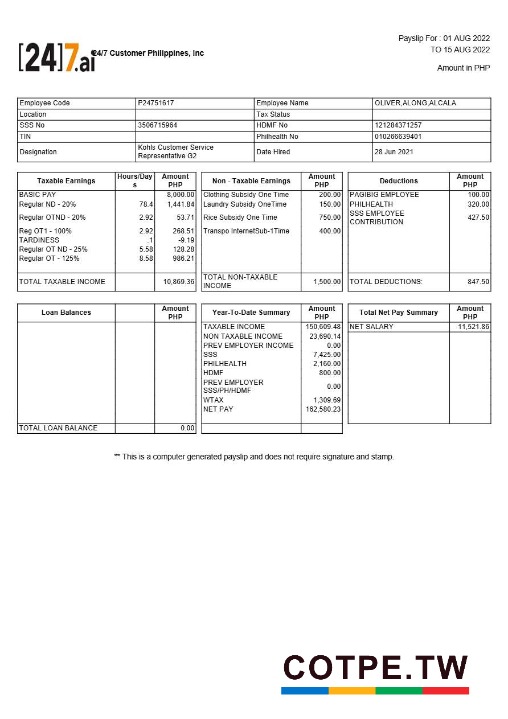 [24]7.ai 24/7 Customer Philippines, Inc
Payslip For : 01 AUG 2022
TO 15 AUG 2022
Amount in PHP
Employee Code P24751617 Employee Name OLIVER,ALONG,ALCALA
Location Tax Status
SSS No 3506715964 HDMF No 121284371257
TIN Philhealth No 010266639401
Designation Kohls Customer Service Representative G2 Date Hired 28 Jun 2021
Taxable Earnings Hours/Days Amount PHP Non - Taxable Earnings Amount PHP Deductions Amount PHP
BASIC PAY 8,000.00 Clothing Subsidy One Time 200.00 PAGIBIG EMPLOYEE 100.00
Regular ND - 20% 78.4 1,441.84 Laundry Subsidy OneTime 150.00 PHILHEALTH 320.00
Regular OTND - 20% 2.92 53.71 Rice Subsidy One Time 750.00 SSS EMPLOYEE CONTRIBUTION 427.50
Reg OT1 - 100% 2.92 268.51 Transpo InternetSub-1Time 400.00
TARDINESS .1 -9.19
Regular OT ND - 25% 5.58 128.28
Regular OT - 125% 8.58 986.21
TOTAL TAXABLE INCOME 10,869.36 TOTAL NON-TAXABLE INCOME 1,500.00 TOTAL DEDUCTIONS: 847.50
Loan Balances Amount PHP Year-To-Date Summary Amount PHP Total Net Pay Summary Amount PHP
TAXABLE INCOME 150,609.48 NET SALARY 11,521.86
NON TAXABLE INCOME 23,690.14
PREV EMPLOYER INCOME 0.00
SSS 7,425.00
PHILHEALTH 2,160.00
HDMF 800.00
PREV EMPLOYER SSS/PH/HDMF 0.00
WTAX 1,309.69
NET PAY 162,580.23
TOTAL LOAN BALANCE 0.00
** This is a computer generated payslip and does not require signature and stamp.
COTPE.TW